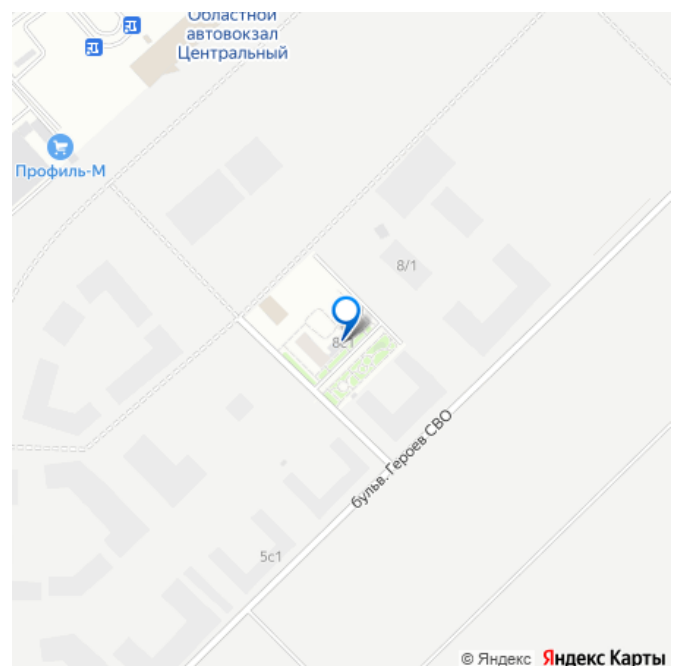 Областной
автовокзал
Центральный
Профиль-М
8/1
8с1
бульв. Героев СВО
5с1
© Яндекс Яндекс Карты